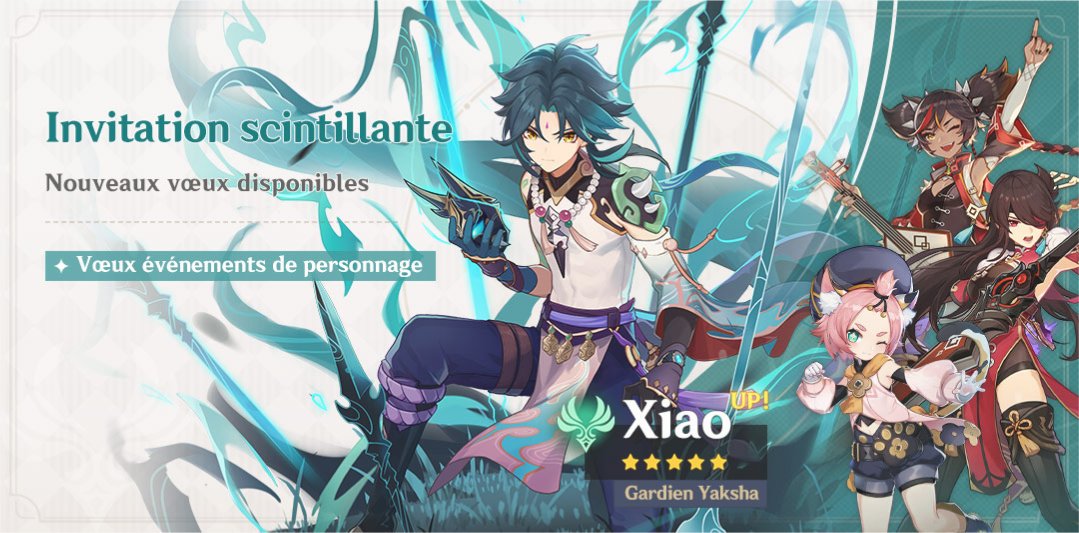 Invitation scintillante
Nouveaux vœux disponibles
Vœux événements de personnage
UP!
Xiao
Gardien Yaksha